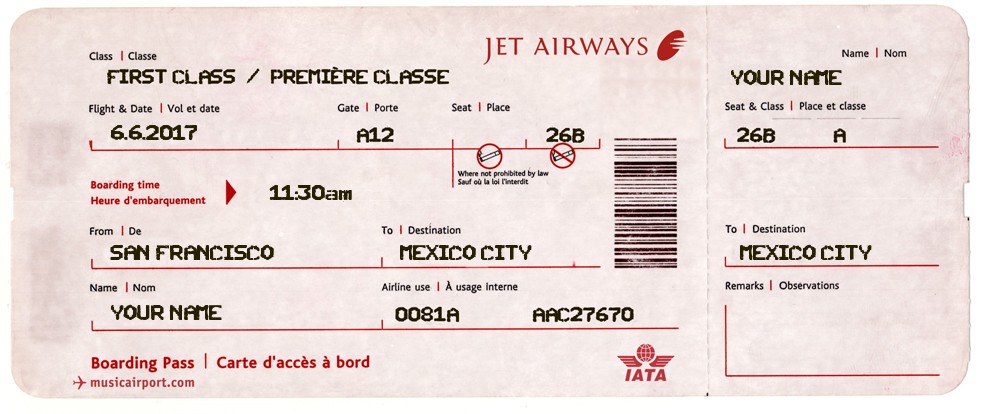 JET AIRWAYS
Class | Classe
FIRST CLASS / PREMIÈRE CLASSE
Flight & Date | Vol et date
Gate | Porte
Seat | Place
6.6.2017
A12
26B
Where not prohibited by law
Sauf où la loi l'interdit
Boarding time
Heure d'embarquement
11:30am
From | De
To | Destination
SAN FRANCISCO
MEXICO CITY
Name | Nom
Airline use | À usage interne
YOUR NAME
0081A
AAC27670
Boarding Pass | Carte d'accès à bord
musicairport.com
IATA
Name | Nom
YOUR NAME
Seat & Class | Place et classe
26B
A
To | Destination
MEXICO CITY
Remarks | Observations